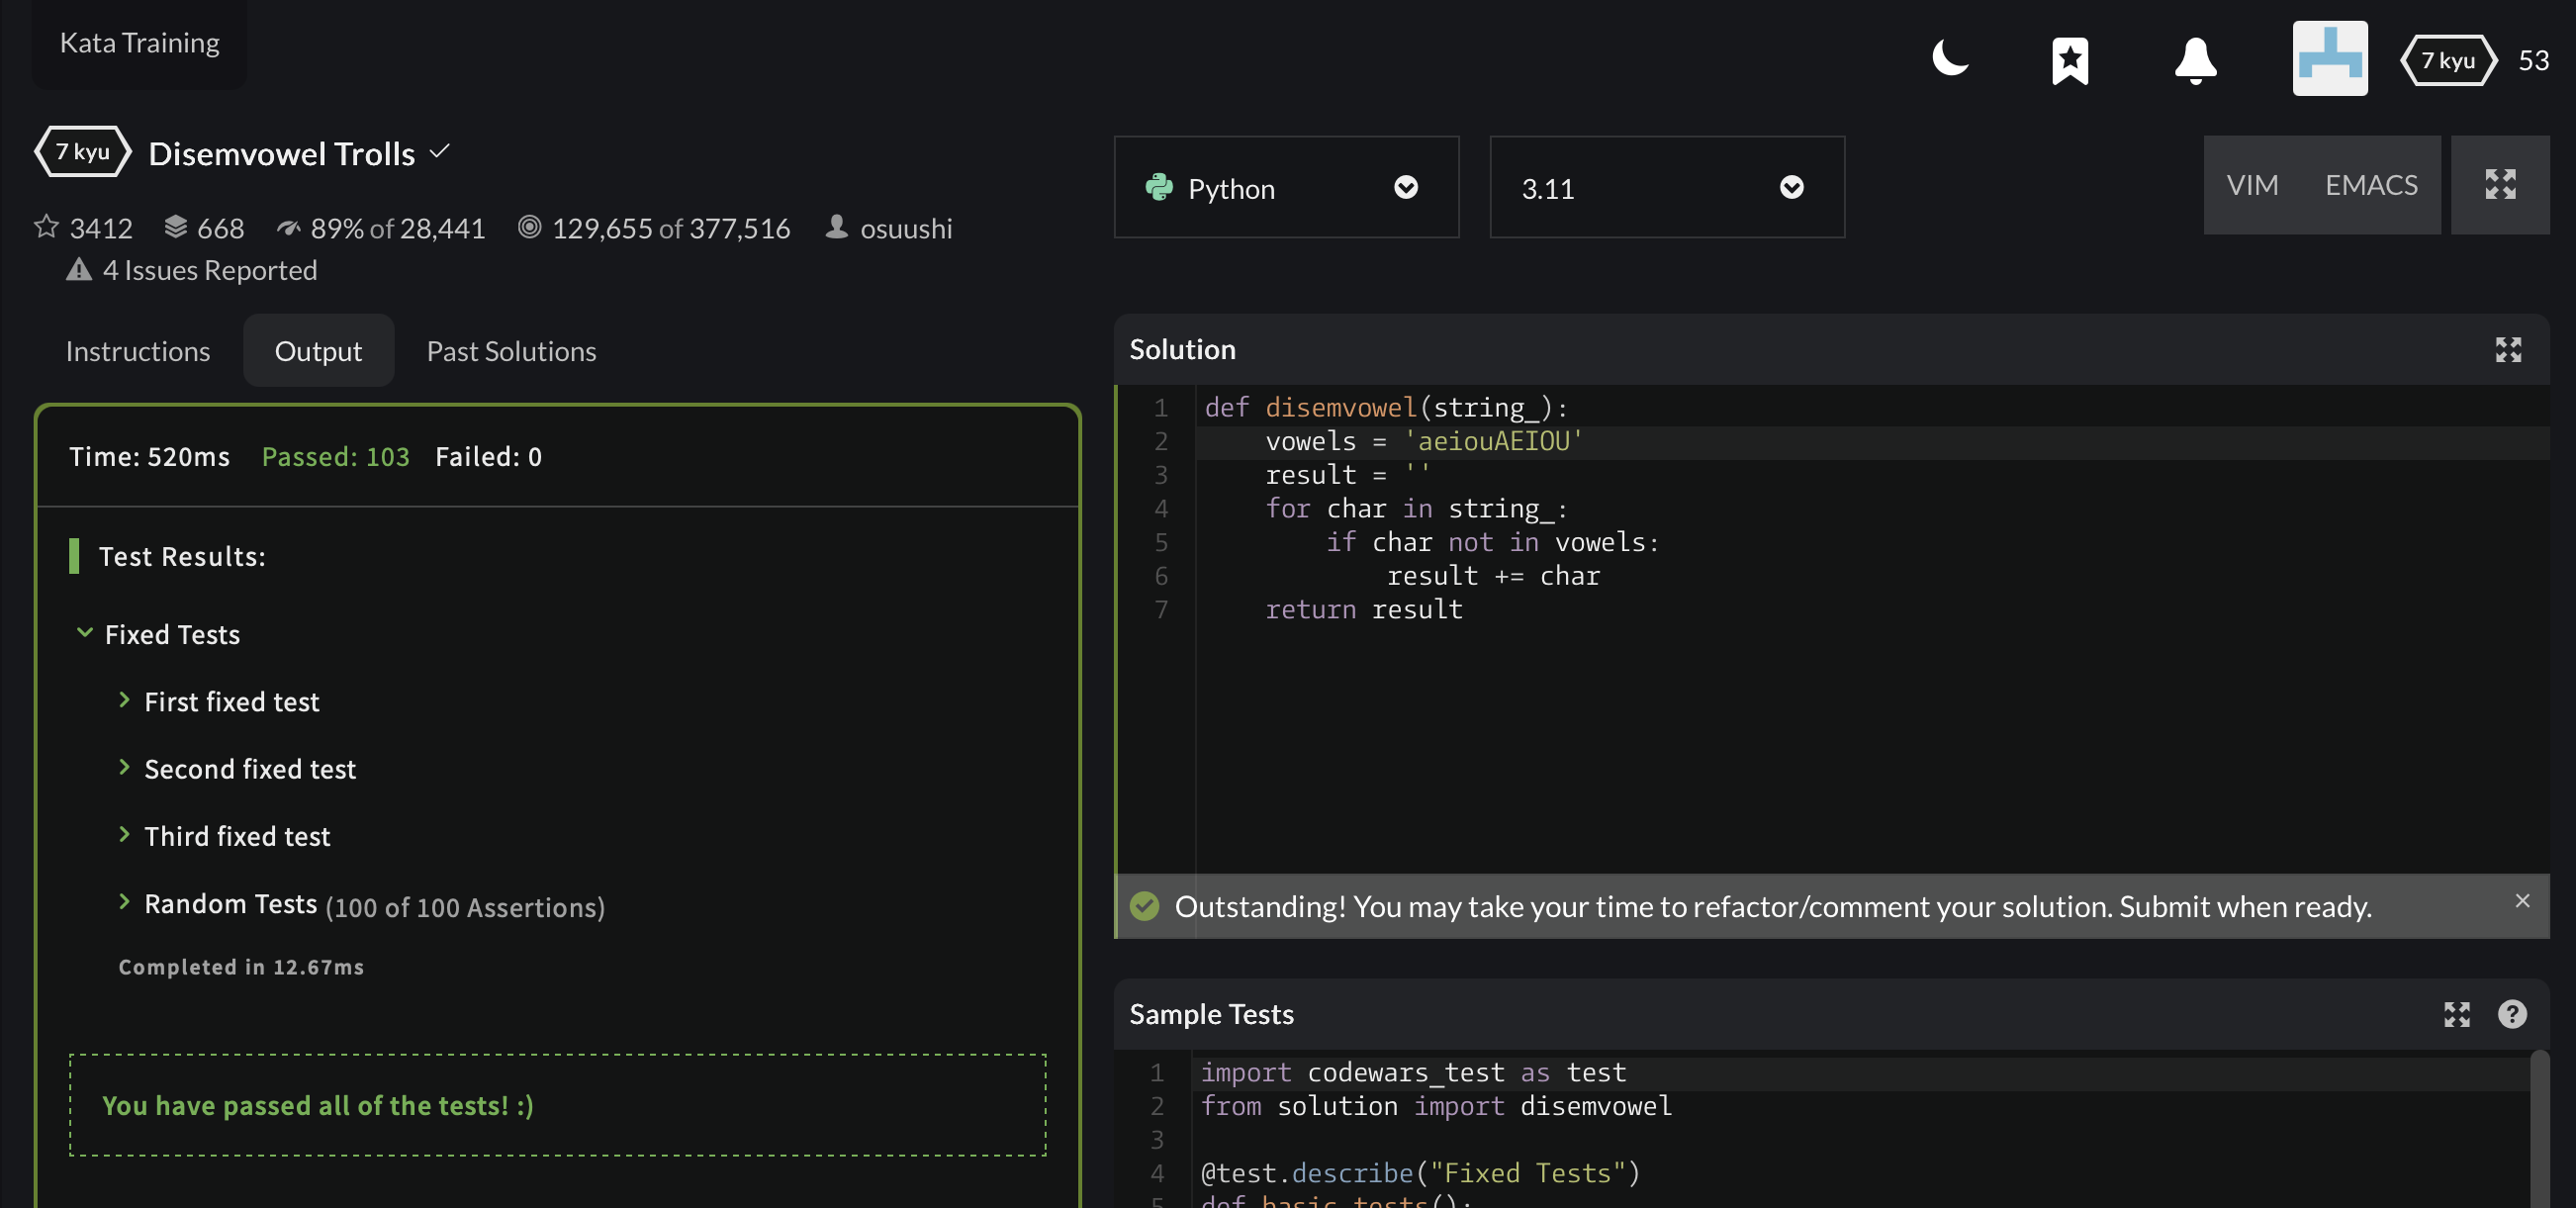 Kata Training
7 kyu 53
7 kyu Disemvowel Trolls
3412 668 89% of 28,441 129,655 of 377,516 osuushi
4 Issues Reported
Python 3.11 VIM EMACS
Instructions Output Past Solutions
Time: 520ms Passed: 103 Failed: 0
Test Results:
Fixed Tests
First fixed test
Second fixed test
Third fixed test
Random Tests (100 of 100 Assertions)
Completed in 12.67ms
You have passed all of the tests! :)
Solution
1 def disemvowel(string_):
2     vowels = 'aeiouAEIOU'
3     result = ''
4     for char in string_:
5         if char not in vowels:
6             result += char
7     return result
Outstanding! You may take your time to refactor/comment your solution. Submit when ready.
Sample Tests
1 import codewars_test as test
2 from solution import disemvowel
3
4 @test.describe("Fixed Tests")
5 def basic_tests():